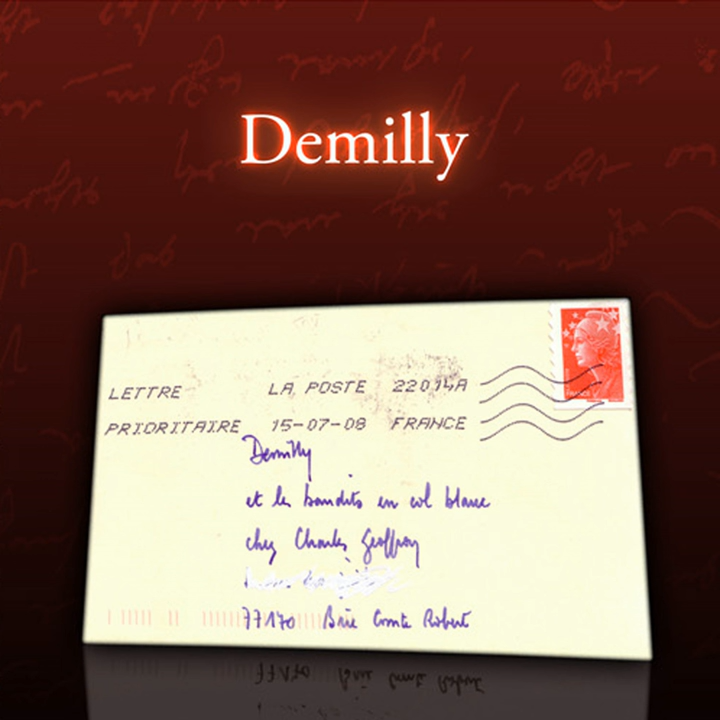 Demilly
LETTRE LA POSTE 22014A
PRIORITAIRE 15-07-08 FRANCE
Demilly
et les bandits en col blanc
chez Charles Geoffroy
77170 Brie Comte Robert